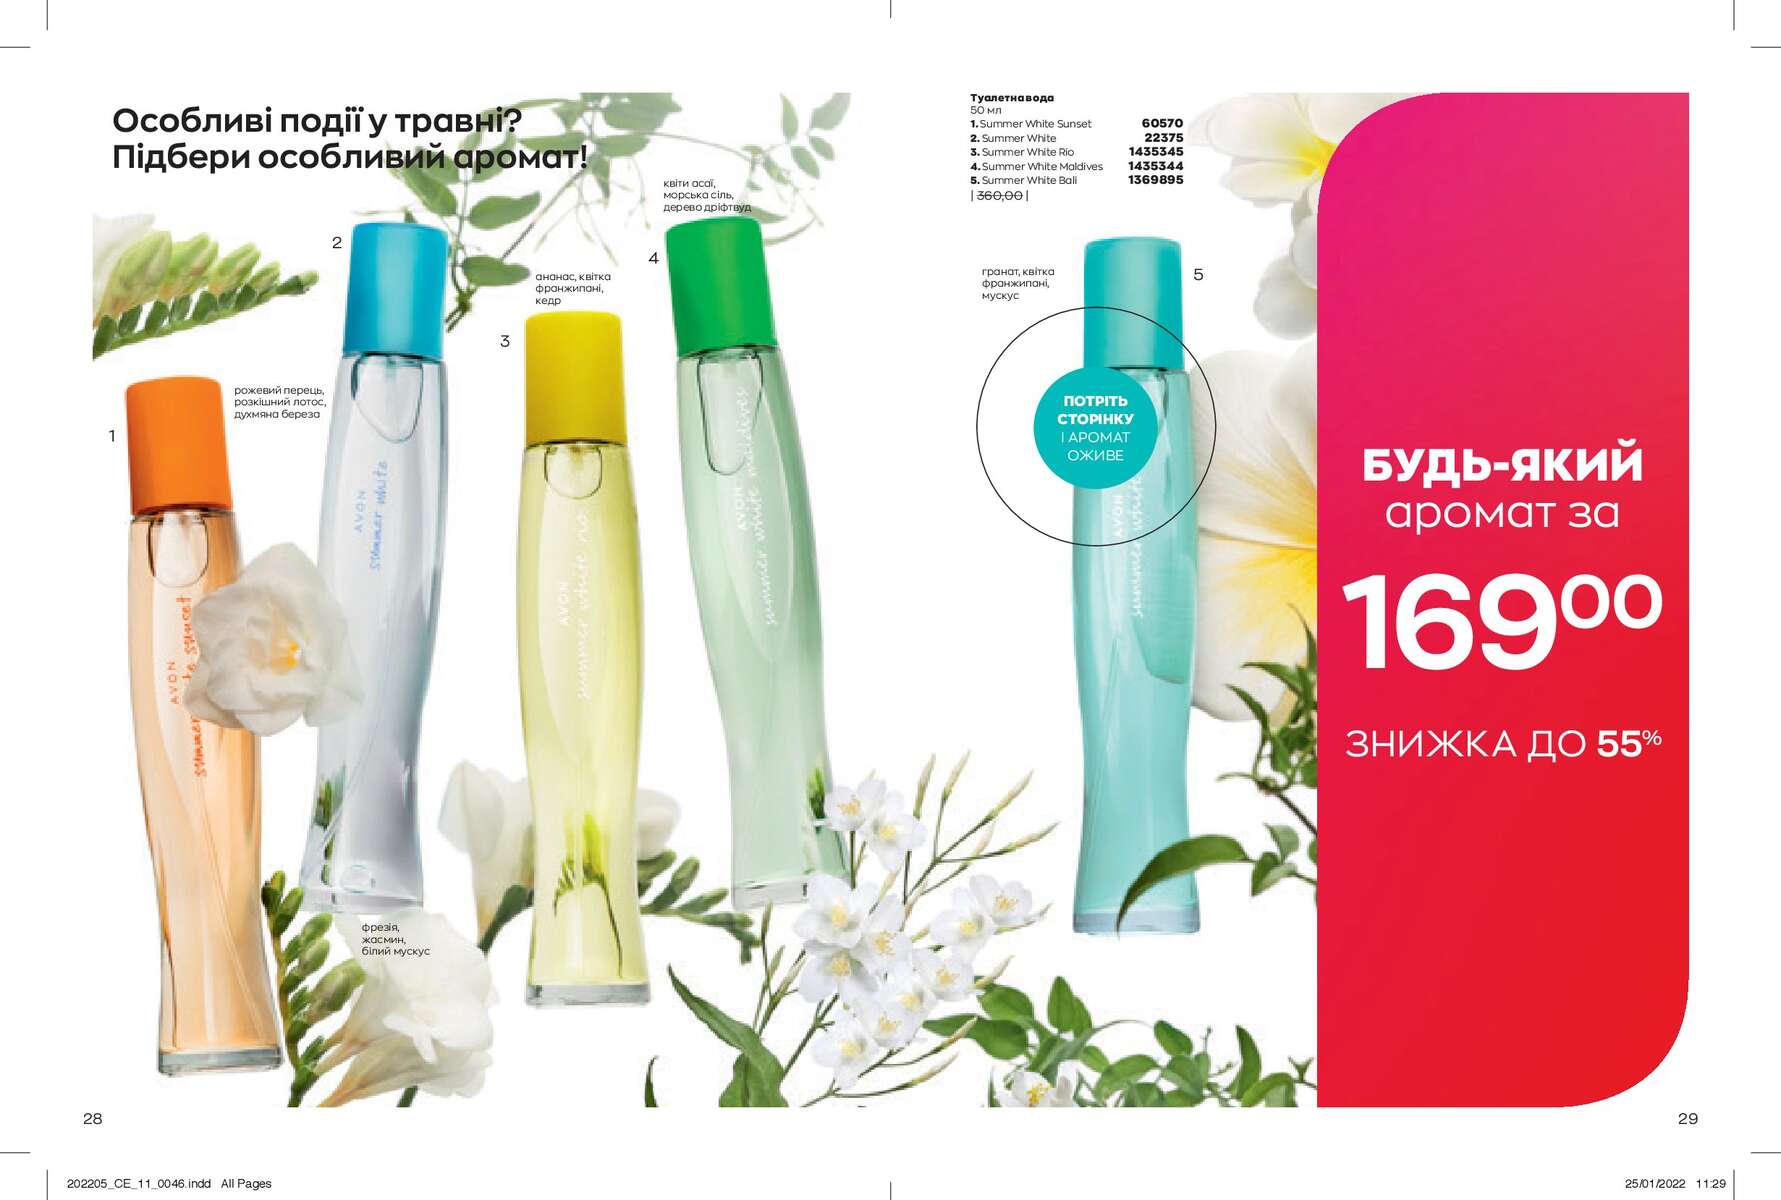 Особливі події у травні?
Підбери особливий аромат!
1
рожевий перець,
розкішний лотос,
духмяна береза
AVON
2
AVON
summer white
фрезія,
жасмин,
білий мускус
3
ананас, квітка
франжипані,
кедр
AVON
summer white rio
4
квіти асаї,
морська сіль,
дерево дріфтвуд
AVON
summer white maldives
Туалетна вода
50 мл
1. Summer White Sunset 60570
2. Summer White 22375
3. Summer White Rio 1435345
4. Summer White Maldives 1435344
5. Summer White Bali 1369895
| 360,00 |
гранат, квітка
франжипані,
мускус
5
ПОТРІТЬ
СТОРІНКУ
І АРОМАТ
ОЖИВЕ
AVON
summer white
БУДЬ-ЯКИЙ
аромат за
16900
ЗНИЖКА ДО 55%
28
29
202205_CE_11_0046.indd All Pages
25/01/2022 11:29